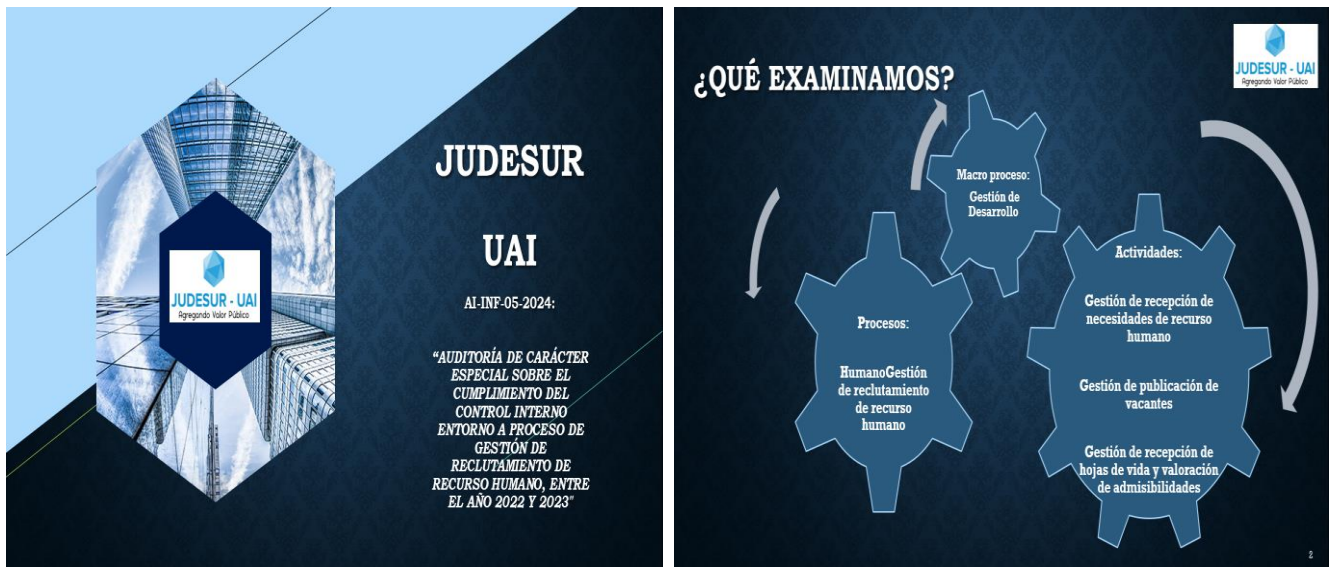 JUDESUR
UAI
AI-INF-05-2024:
"AUDITORÍA DE CARÁCTER
ESPECIAL SOBRE EL
CUMPLIMIENTO DEL
CONTROL INTERNO
ENTORNO A PROCESO DE
GESTIÓN DE
RECLUTAMIENTO DE
RECURSO HUMANO, ENTRE
EL AÑO 2022 Y 2023"
JUDESUR - UAI
Agregando Valor Público
¿QUÉ EXAMINAMOS?
JUDESUR - UAI
Agregando Valor Público
Macro proceso:
Gestión de
Desarrollo
Procesos:
HumanoGestión
de reclutamiento
de recurso
humano
Actividades:
Gestión de recepción de
necesidades de recurso
humano
Gestión de publicación de
vacantes
Gestión de recepción de
hojas de vida y valoración
de admisibilidades
2